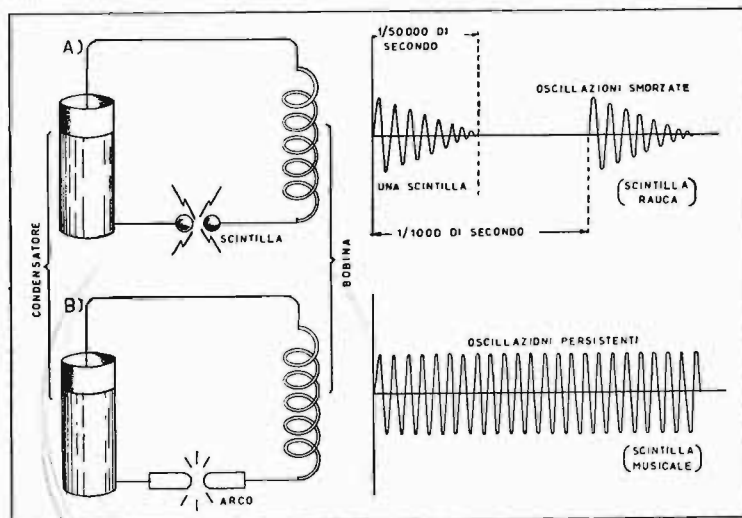 A)
1/50000 DI
SECONDO
OSCILLAZIONI SMORZATE
UNA SCINTILLA
(SCINTILLA
RAUCA)
SCINTILLA
1/1000 DI SECONDO
CONDENSATORE
BOBINA
B)
OSCILLAZIONI PERSISTENTI
(SCINTILLA
MUSICALE)
ARCO